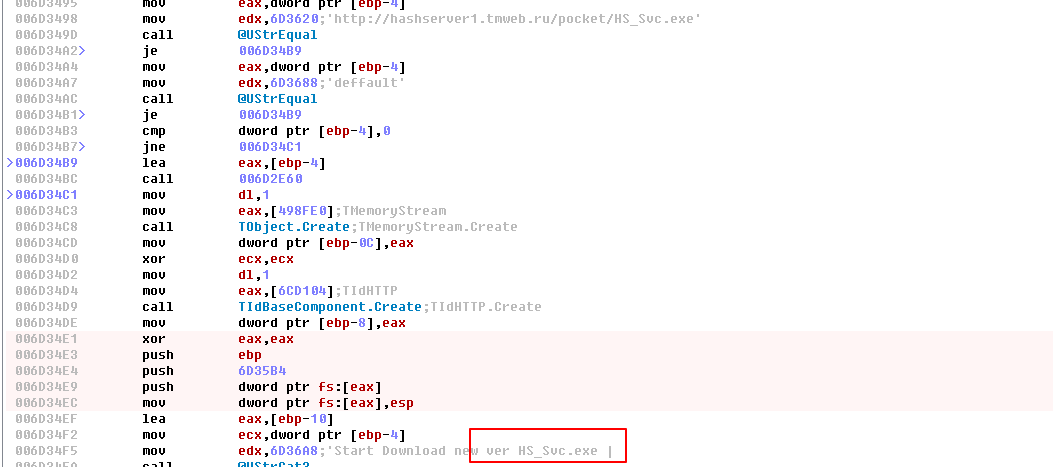 006D3495 mov eax,dword ptr [ebp-4]
006D3498 mov edx,6D3620;'http://hashserver1.tmweb.ru/pocket/HS_Svc.exe'
006D349D call @UStrEqual
006D34A2> je 006D34B9
006D34A4 mov eax,dword ptr [ebp-4]
006D34A7 mov edx,6D3688;'deffault'
006D34AC call @UStrEqual
006D34B1> je 006D34B9
006D34B3 cmp dword ptr [ebp-4],0
006D34B7> jne 006D34C1
>006D34B9 lea eax,[ebp-4]
006D34BC call 006D2E60
>006D34C1 mov dl,1
006D34C3 mov eax,[498FE0];TMemoryStream
006D34C8 call TObject.Create;TMemoryStream.Create
006D34CD mov dword ptr [ebp-0C],eax
006D34D0 xor ecx,ecx
006D34D2 mov dl,1
006D34D4 mov eax,[6CD104];TIdHTTP
006D34D9 call TIdBaseComponent.Create;TIdHTTP.Create
006D34DE mov dword ptr [ebp-8],eax
006D34E1 xor eax,eax
006D34E3 push ebp
006D34E4 push 6D35B4
006D34E9 push dword ptr fs:[eax]
006D34EC mov dword ptr fs:[eax],esp
006D34EF lea eax,[ebp-10]
006D34F2 mov ecx,dword ptr [ebp-4]
006D34F5 mov edx,6D36A8;'Start Download new ver HS_Svc.exe |
006D34FA call @UStrCat3